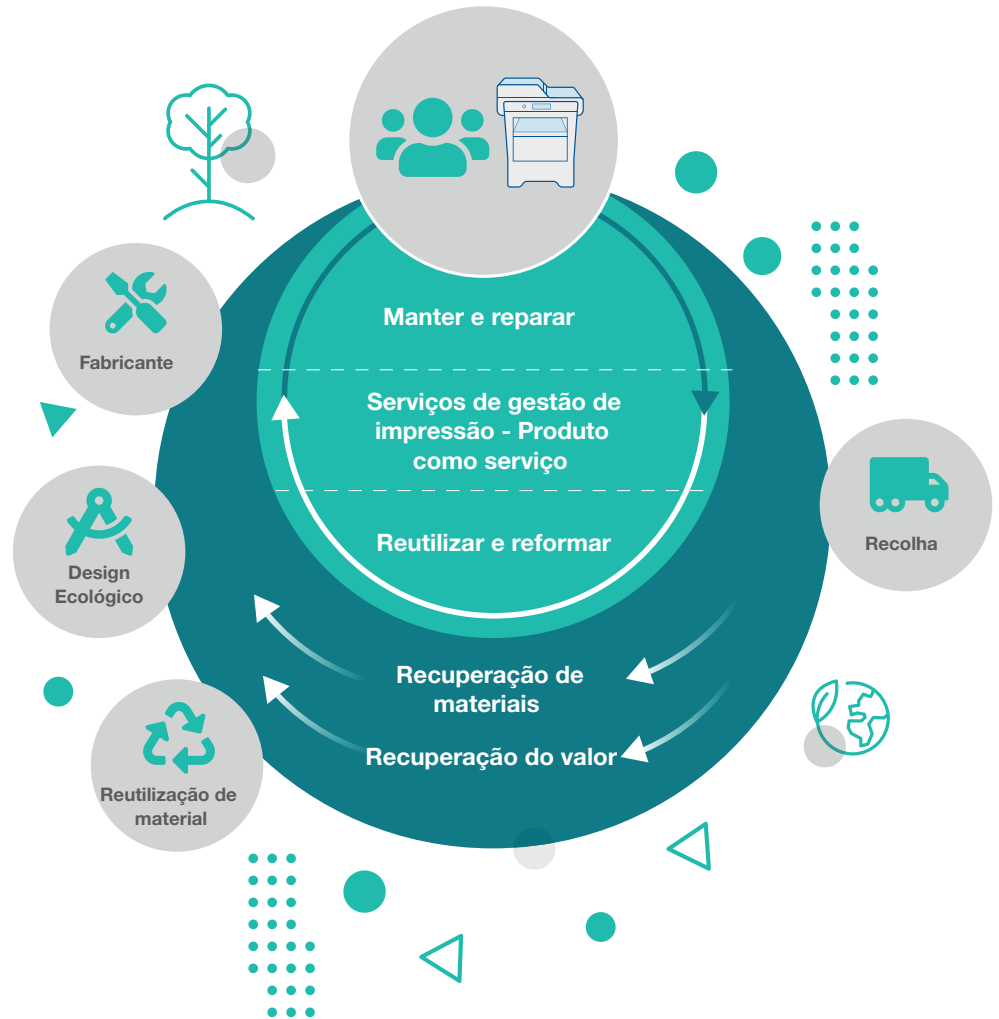 Manter e reparar
Fabricante
Serviços de gestão de
impressão - Produto
como serviço
Reutilizar e reformar
Recolha
Design
Ecológico
Recuperação de
materiais
Recuperação do valor
Reutilização de
material